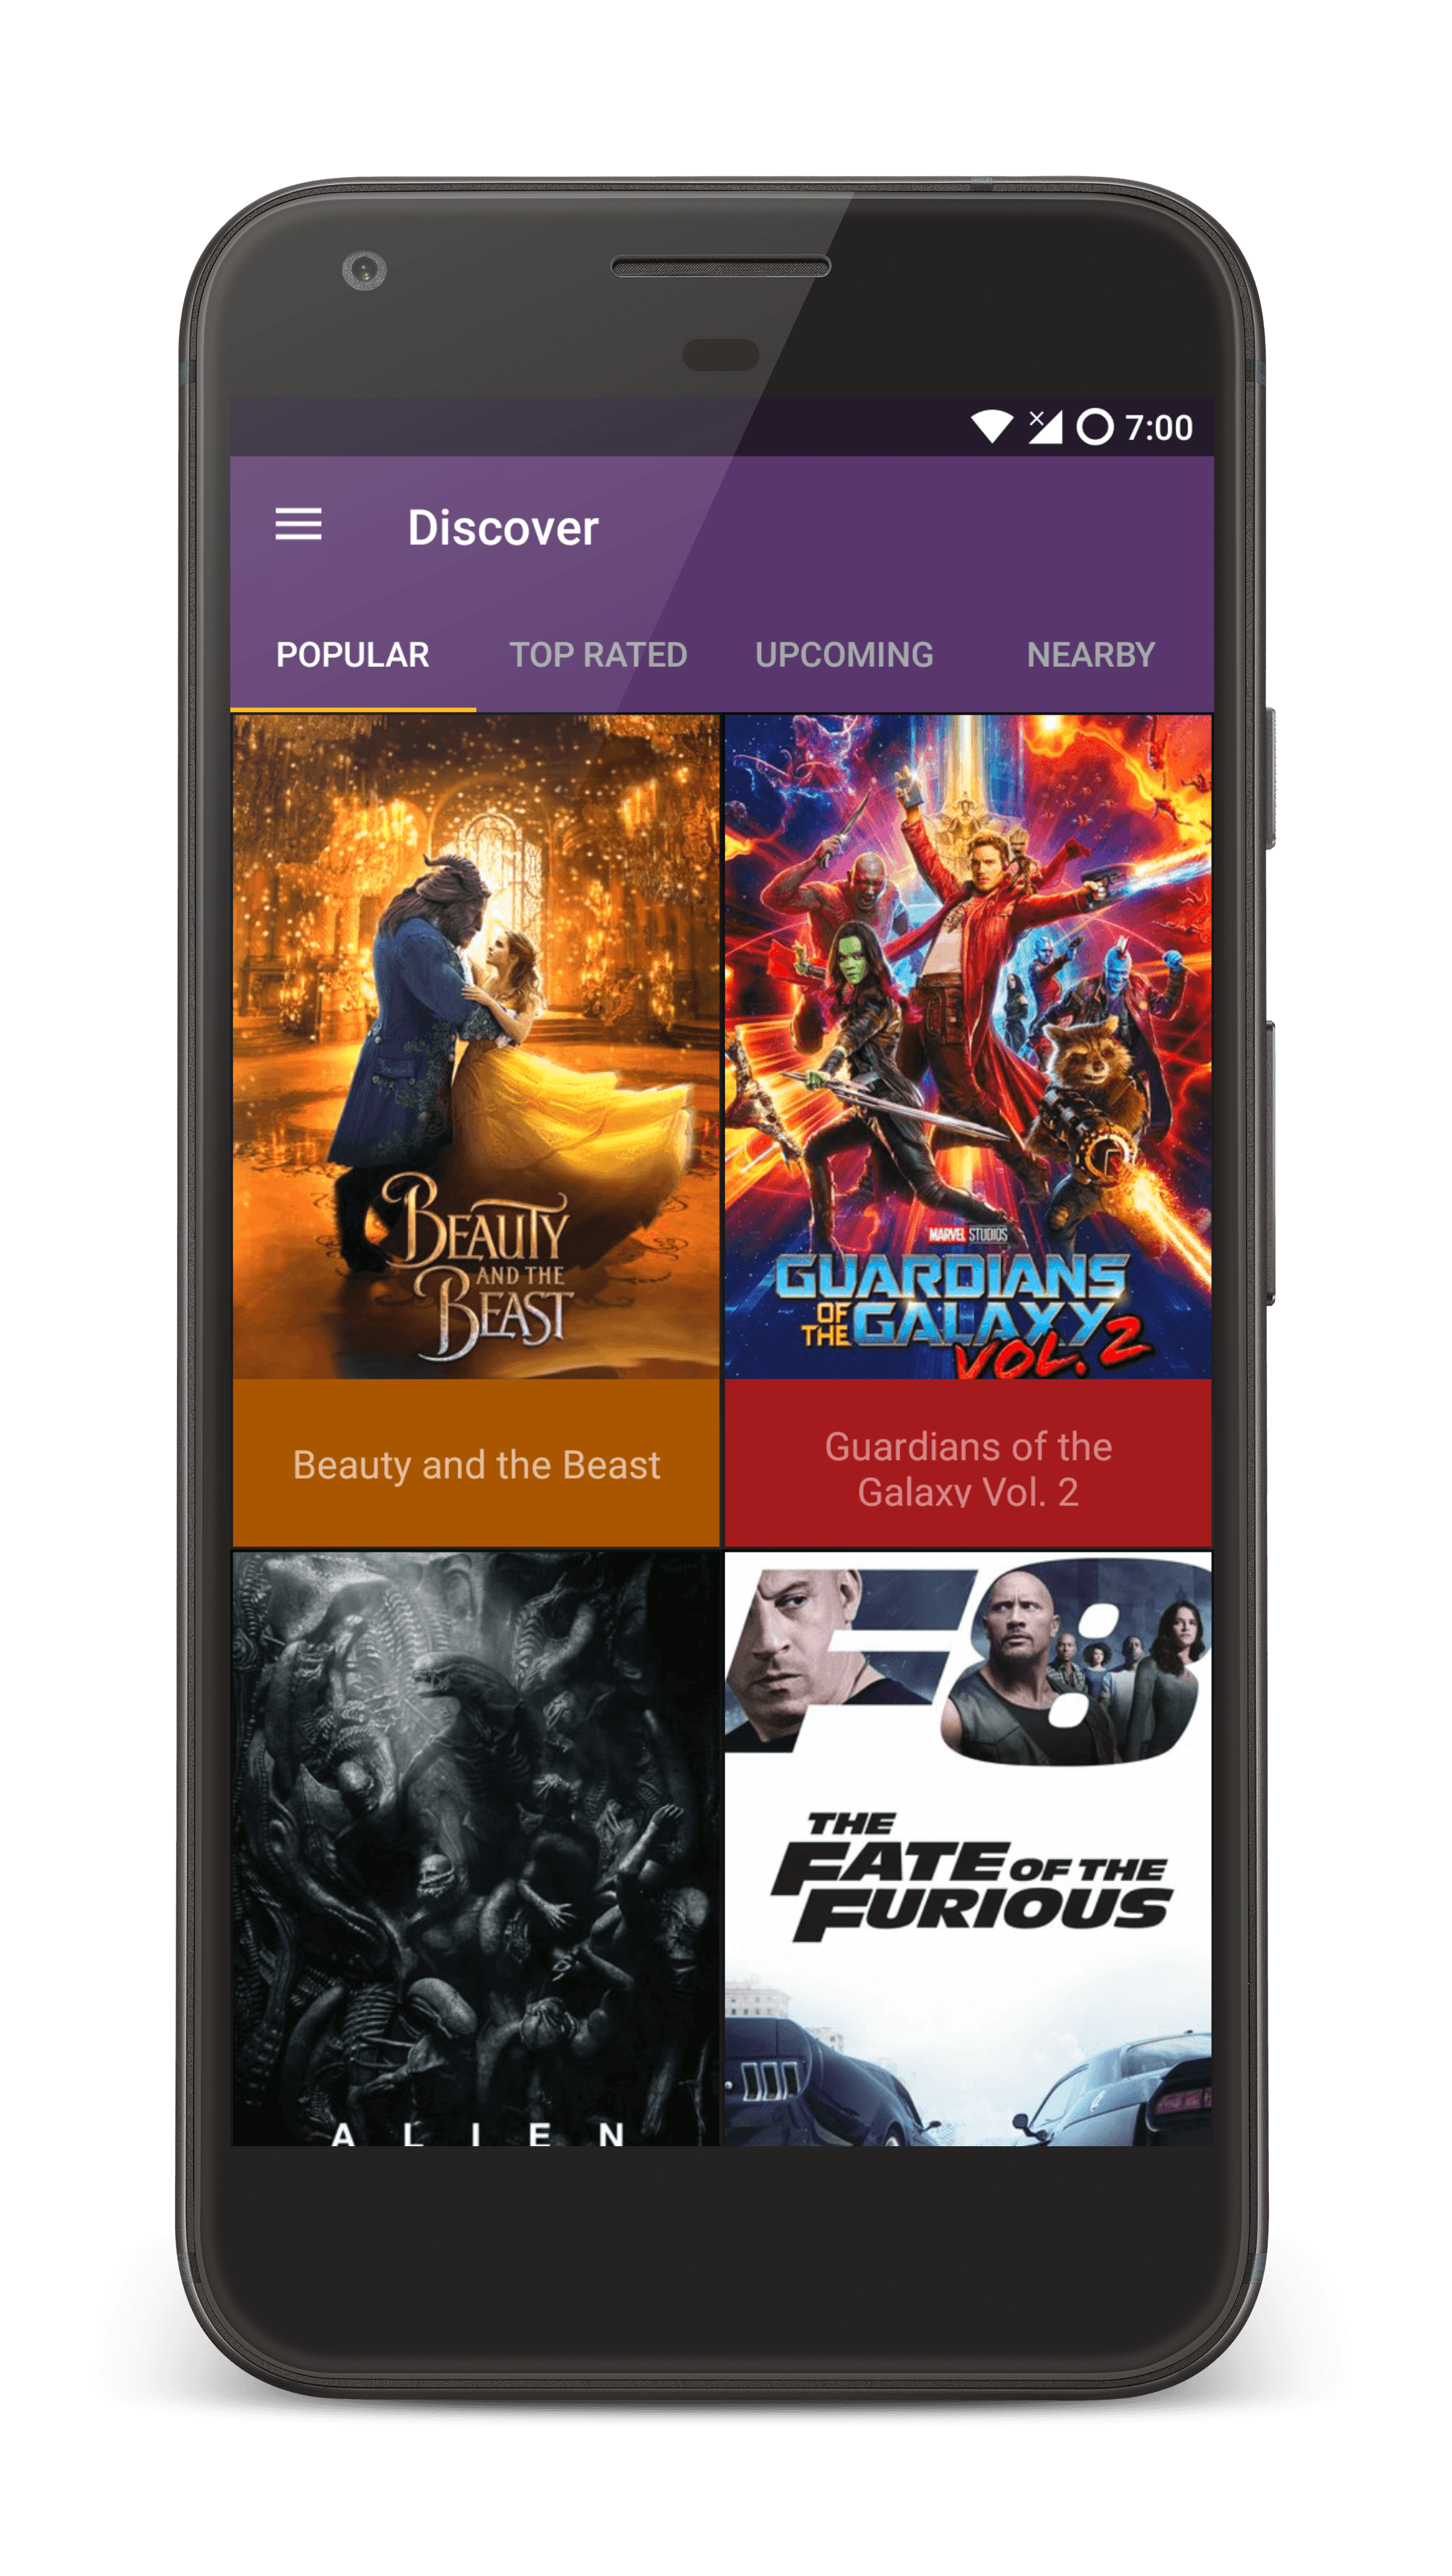 7:00
Discover
POPULAR TOP RATED UPCOMING NEARBY
BEAUTY
AND THE
BEAST
MARVEL STUDIOS
GUARDIANS
OF
THE GALAXY
VOL. 2
Beauty and the Beast
Guardians of the
Galaxy Vol. 2
F8
THE
FATE OF THE
FURIOUS
ALIEN